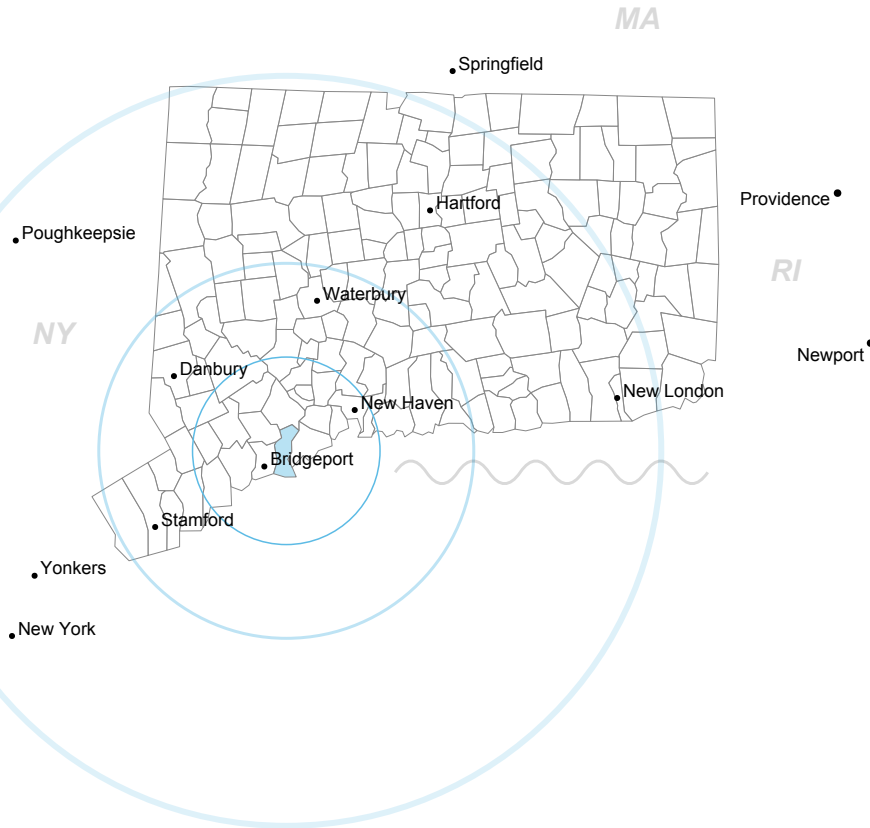 MA
Springfield
Providence
Hartford
Poughkeepsie
RI
Waterbury
NY
Newport
Danbury
New London
New Haven
Bridgeport
Stamford
Yonkers
New York